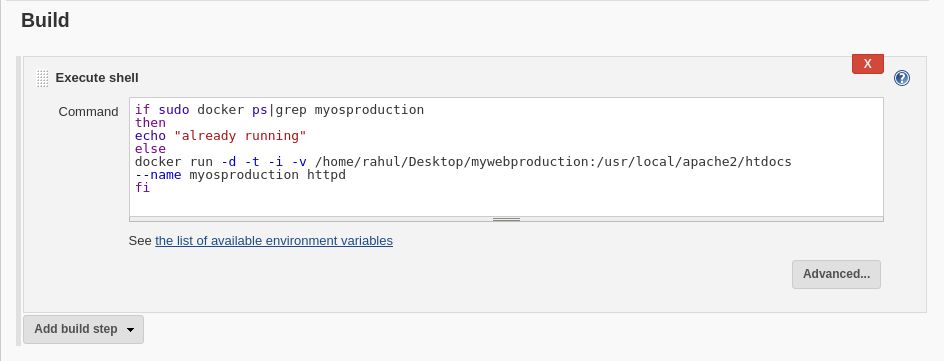 Build
X
Execute shell
?
Command
if sudo docker ps|grep myosproduction
then
echo "already running"
else
docker run -d -t -i -v /home/rahul/Desktop/mywebproduction:/usr/local/apache2/htdocs
--name myosproduction httpd
fi
See the list of available environment variables
Advanced...
Add build step